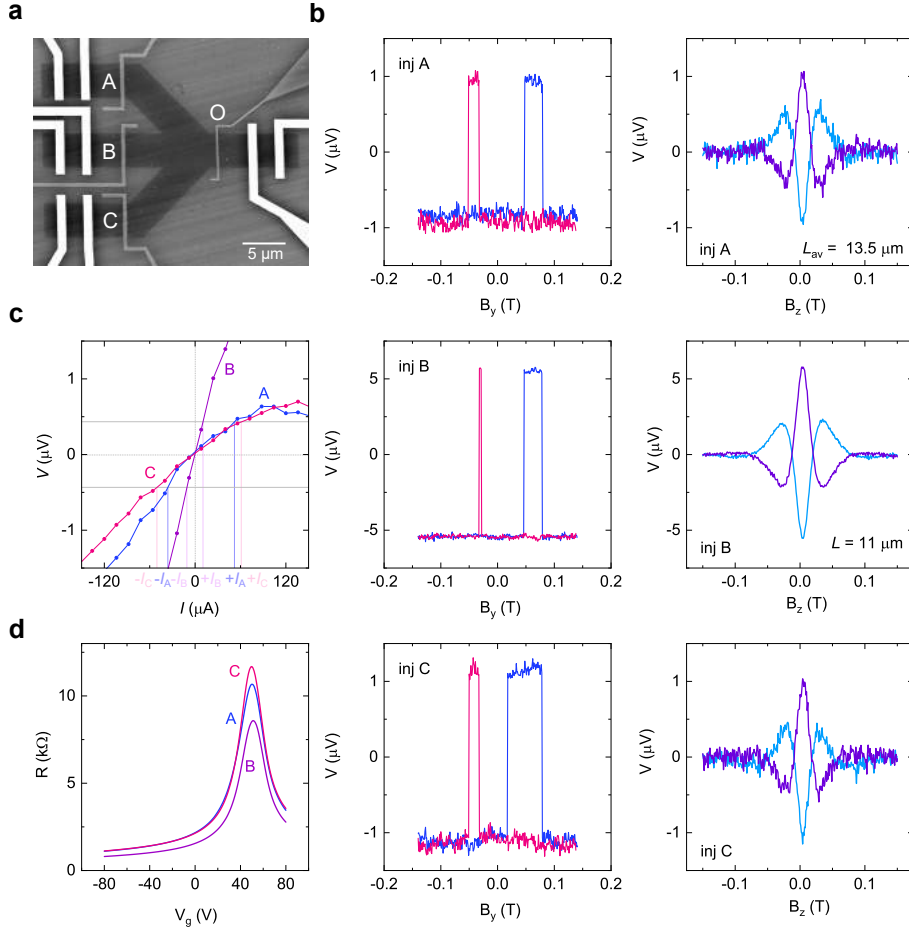 a
A
B
C
O
5 μm
b
inj A
V (μV)
1
0
-1
-0.2 -0.1 0.0 0.1 0.2
B_y (T)
V (μV)
1
0
-1
inj A
L_av = 13.5 μm
-0.1 0.0 0.1
B_z (T)
c
V (μV)
1
0
-1
A
B
C
-I_C -I_A -I_B +I_B +I_A +I_C
-120 0 120
I (μA)
inj B
V (μV)
5
0
-5
-0.2 -0.1 0.0 0.1 0.2
B_y (T)
V (μV)
5
0
-5
inj B
L = 11 μm
-0.1 0.0 0.1
B_z (T)
d
R (kΩ)
10
5
0
C
A
B
-80 -40 0 40 80
V_g (V)
inj C
V (μV)
1
0
-1
-0.2 -0.1 0.0 0.1 0.2
B_y (T)
V (μV)
1
0
-1
inj C
-0.1 0.0 0.1
B_z (T)